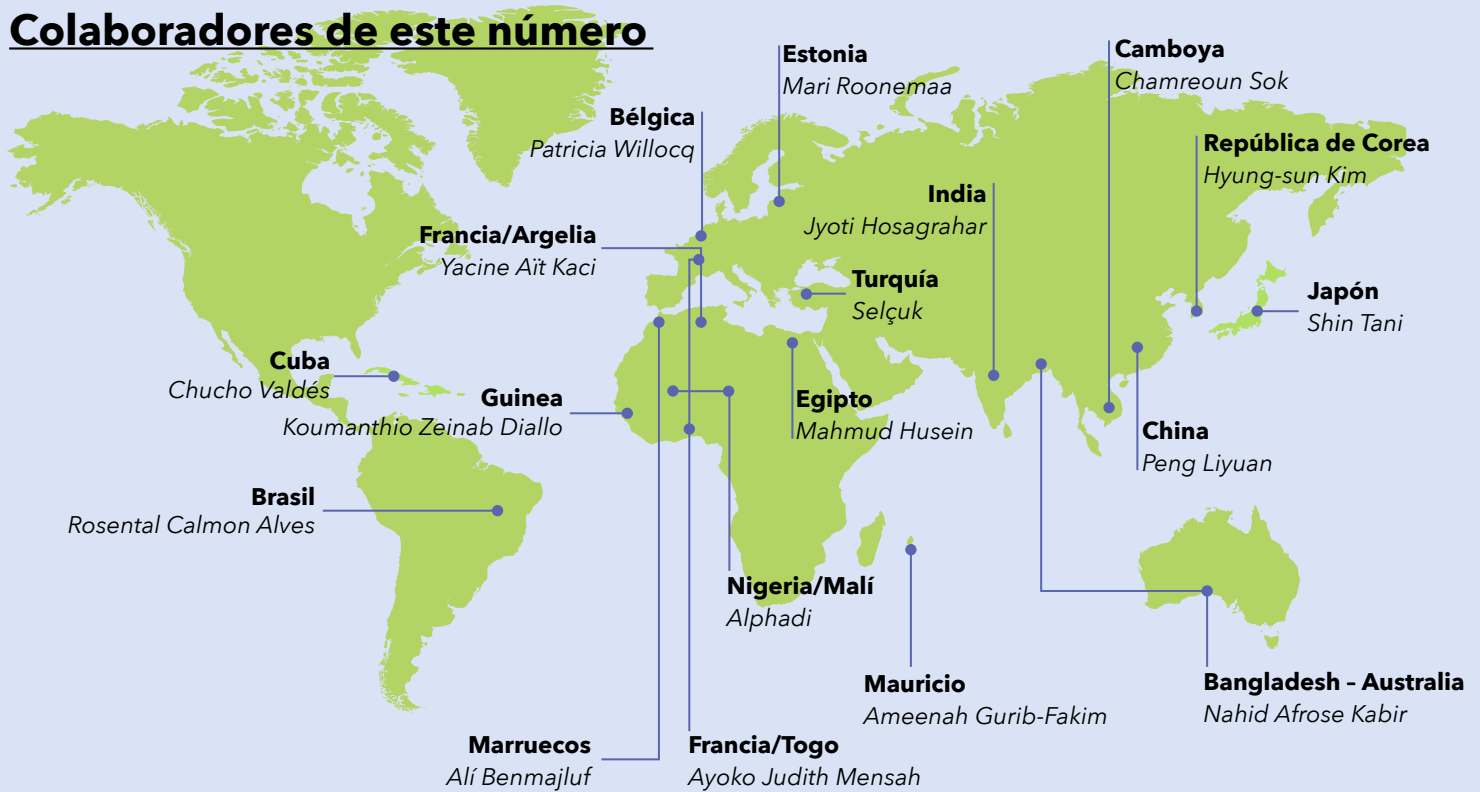 Colaboradores de este número
Estonia
Mari Roonemaa
Camboya
Chamreoun Sok
Bélgica
Patricia Willocq
República de Corea
Hyung-sun Kim
India
Jyoti Hosagrahar
Francia/Argelia
Yacine Aït Kaci
Turquía
Selçuk
Japón
Shin Tani
Cuba
Chucho Valdés
Guinea
Koumanthio Zeinab Diallo
Egipto
Mahmud Husein
China
Peng Liyuan
Brasil
Rosental Calmon Alves
Nigeria/Malí
Alphadi
Mauricio
Ameenah Gurib-Fakim
Bangladesh – Australia
Nahid Afrose Kabir
Marruecos
Alí Benmajluf
Francia/Togo
Ayoko Judith Mensah